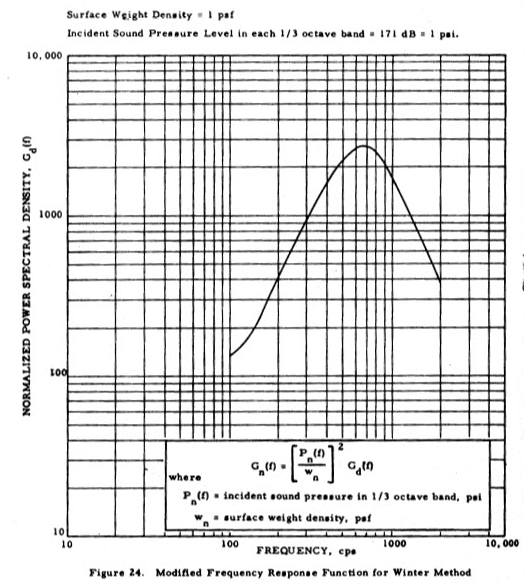 Surface Weight Density = 1 psf
Incident Sound Pressure Level in each 1/3 octave band = 171 dB = 1 psi.
10,000
1000
100
10
NORMALIZED POWER SPECTRAL DENSITY, G_d(f)
G_n(f) = [P_n(f) / w_n]^2 G_d(f)
where
P_n(f) = incident sound pressure in 1/3 octave band, psi
w_n = surface weight density, psf
10 100 1000 10,000
FREQUENCY, cps
Figure 24. Modified Frequency Response Function for Winter Method